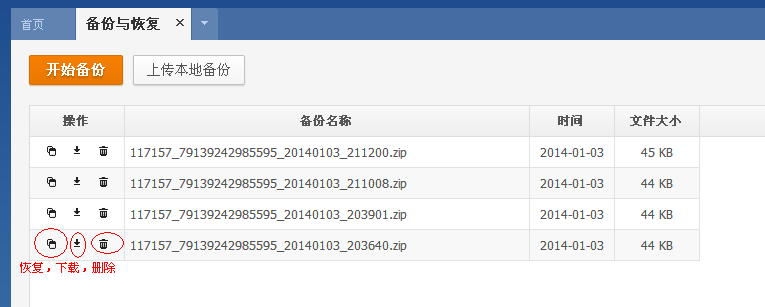 首页 备份与恢复
开始备份 上传本地备份
操作 备份名称 时间 文件大小
117157_79139242985595_20140103_211200.zip 2014-01-03 45 KB
117157_79139242985595_20140103_211008.zip 2014-01-03 44 KB
117157_79139242985595_20140103_203901.zip 2014-01-03 44 KB
117157_79139242985595_20140103_203640.zip 2014-01-03 44 KB
恢复，下载，删除